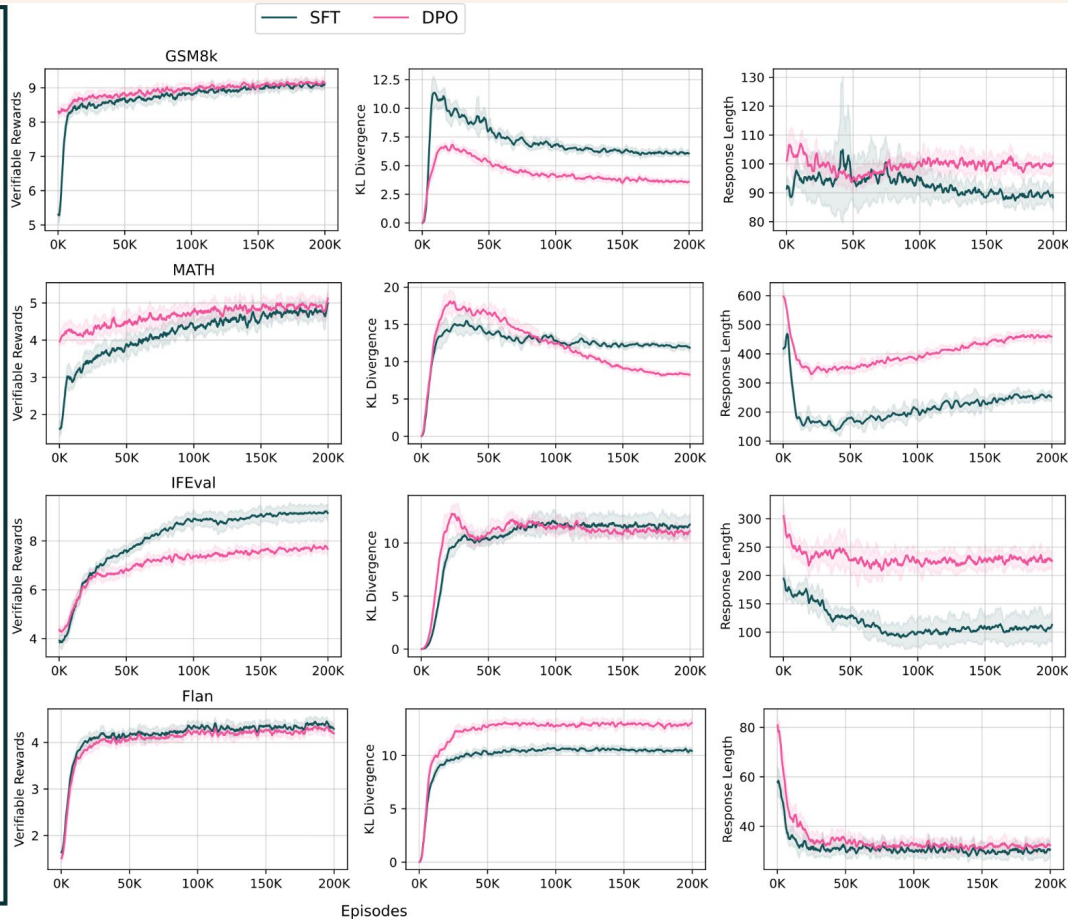 SFT DPO
GSM8k
Verifiable Rewards
9
8
7
6
5
0K 50K 100K 150K 200K
KL Divergence
12.5
10.0
7.5
5.0
2.5
0.0
0K 50K 100K 150K 200K
Response Length
130
120
110
100
90
80
0K 50K 100K 150K 200K
MATH
Verifiable Rewards
5
4
3
2
0K 50K 100K 150K 200K
KL Divergence
20
15
10
5
0
0K 50K 100K 150K 200K
Response Length
600
500
400
300
200
100
0K 50K 100K 150K 200K
IFEval
Verifiable Rewards
8
6
4
0K 50K 100K 150K 200K
KL Divergence
10
5
0
0K 50K 100K 150K 200K
Response Length
300
250
200
150
100
0K 50K 100K 150K 200K
Flan
Verifiable Rewards
4
3
2
0K 50K 100K 150K 200K
KL Divergence
10
5
0
0K 50K 100K 150K 200K
Response Length
80
60
40
0K 50K 100K 150K 200K
Episodes